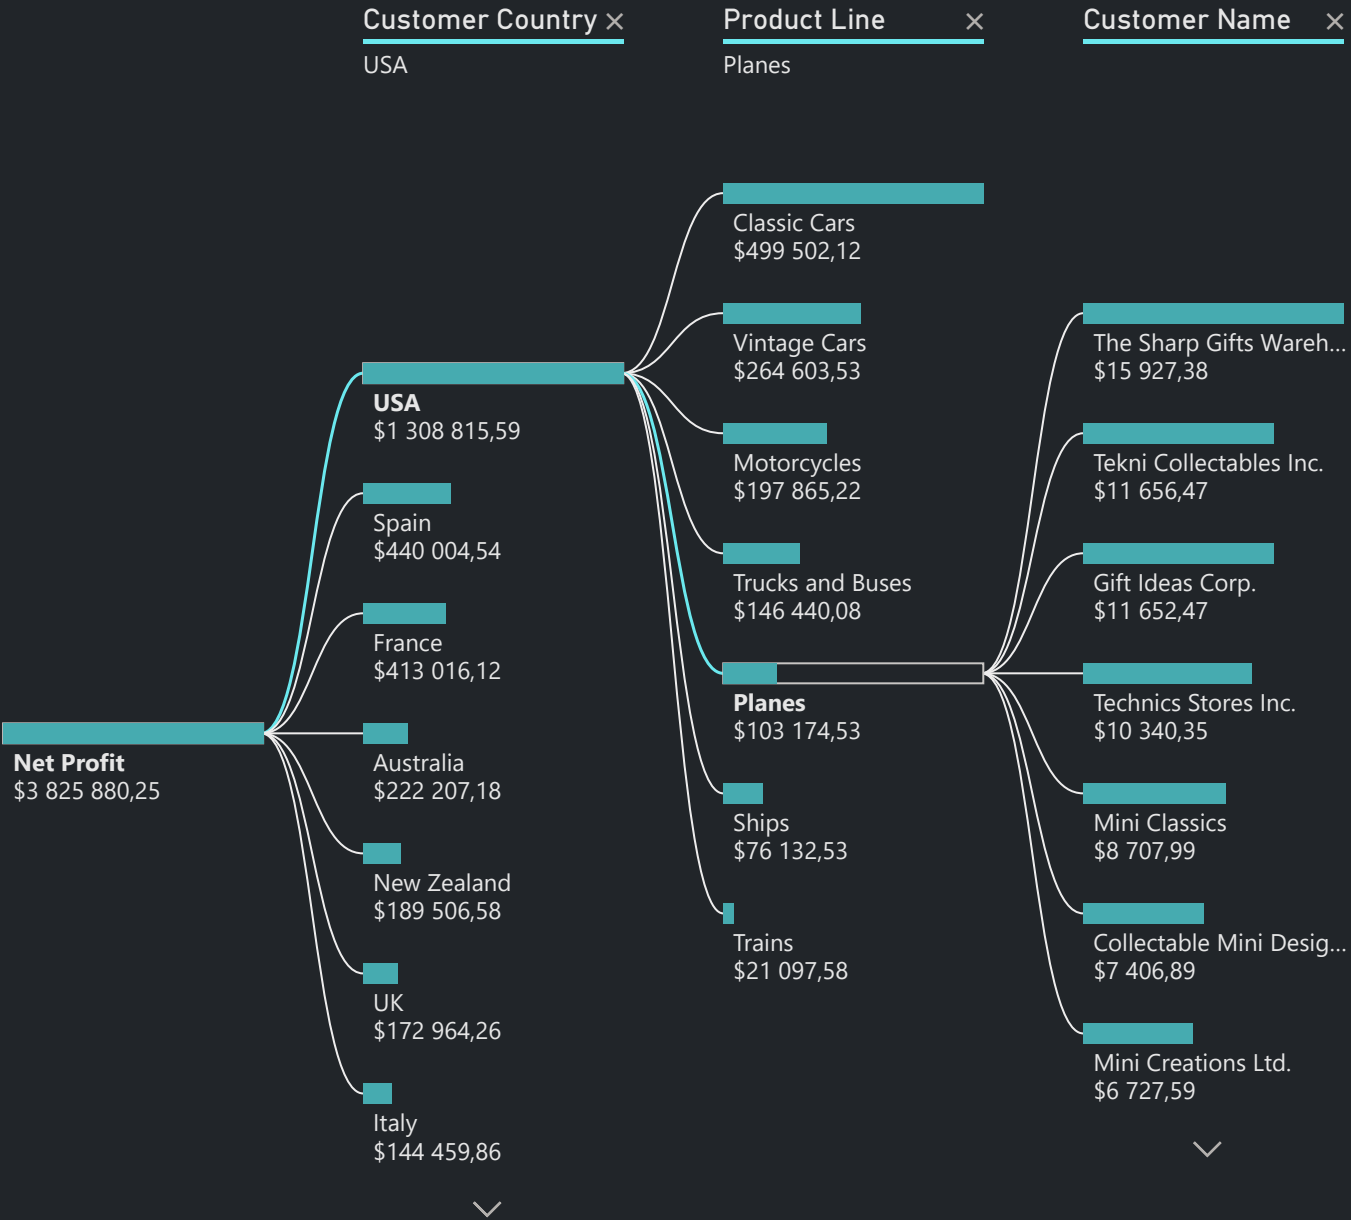 Customer Country
USA
Product Line
Planes
Customer Name
Net Profit
$3 825 880,25
USA
$1 308 815,59
Spain
$440 004,54
France
$413 016,12
Australia
$222 207,18
New Zealand
$189 506,58
UK
$172 964,26
Italy
$144 459,86
Classic Cars
$499 502,12
Vintage Cars
$264 603,53
Motorcycles
$197 865,22
Trucks and Buses
$146 440,08
Planes
$103 174,53
Ships
$76 132,53
Trains
$21 097,58
The Sharp Gifts Wareh...
$15 927,38
Tekni Collectables Inc.
$11 656,47
Gift Ideas Corp.
$11 652,47
Technics Stores Inc.
$10 340,35
Mini Classics
$8 707,99
Collectable Mini Desig...
$7 406,89
Mini Creations Ltd.
$6 727,59